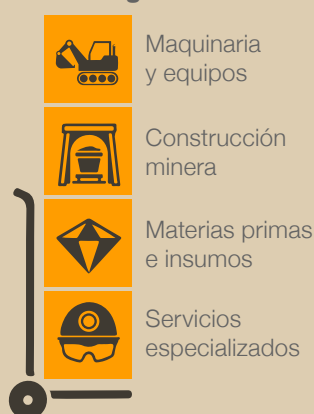 Maquinaria
y equipos
Construcción
minera
Materias primas
e insumos
Servicios
especializados